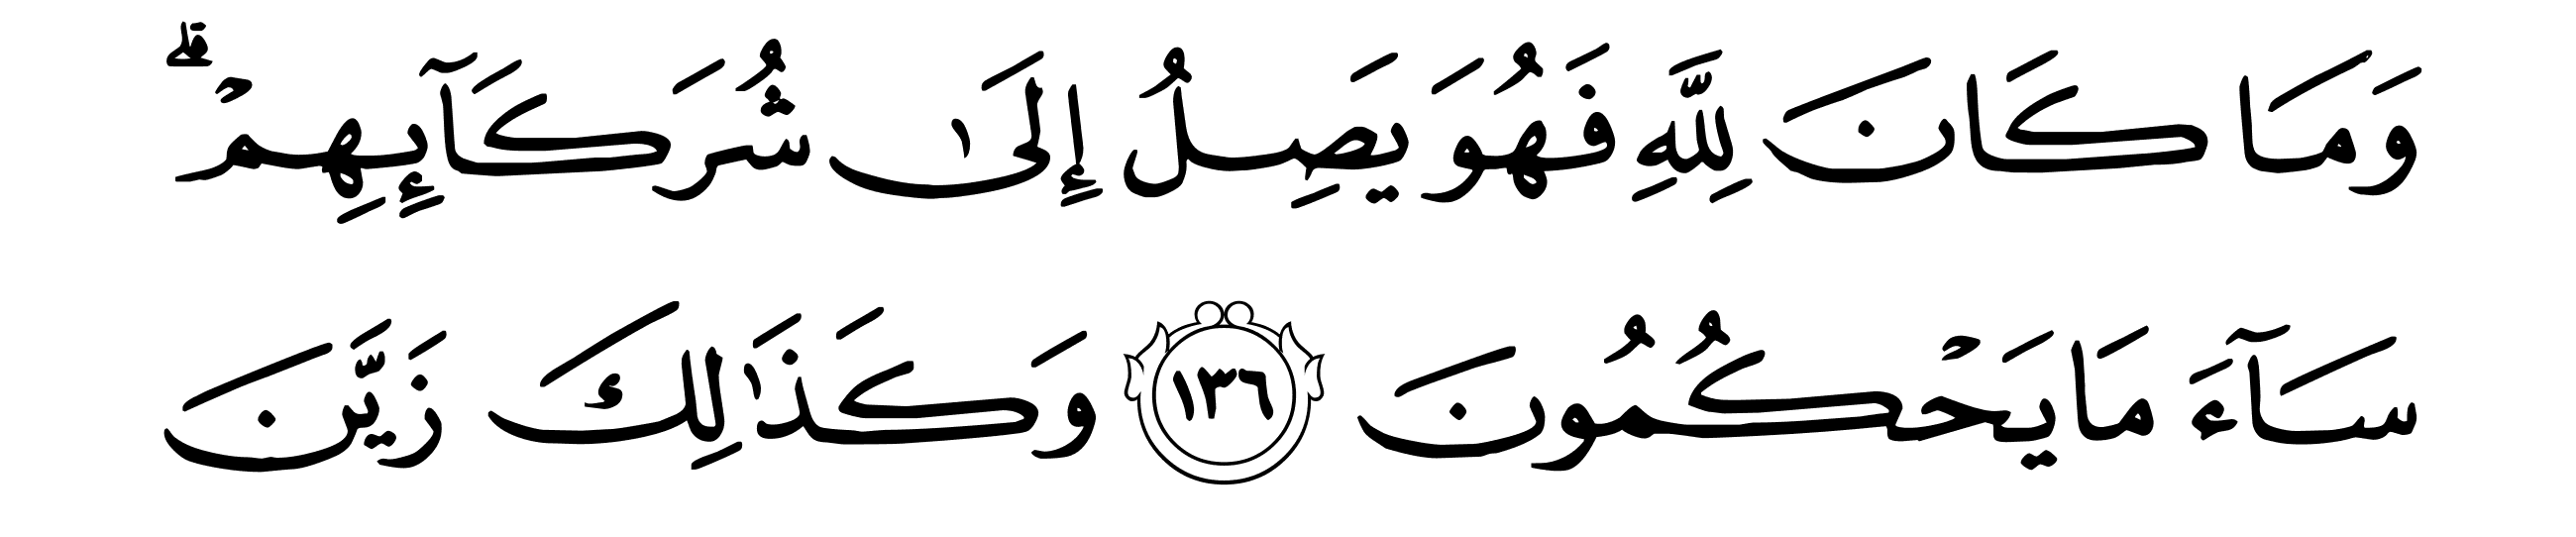 وَمَا كَانَ لِلَّهِ فَهُوَ يَصِلُ إِلَىٰ شُرَكَآئِهِمْ ۗ
سَآءَ مَا يَحْكُمُونَ ١٣٦ وَكَذَٰلِكَ زَيَّنَ